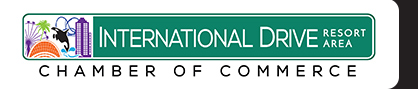 INTERNATIONAL DRIVE RESORT AREA
CHAMBER OF COMMERCE